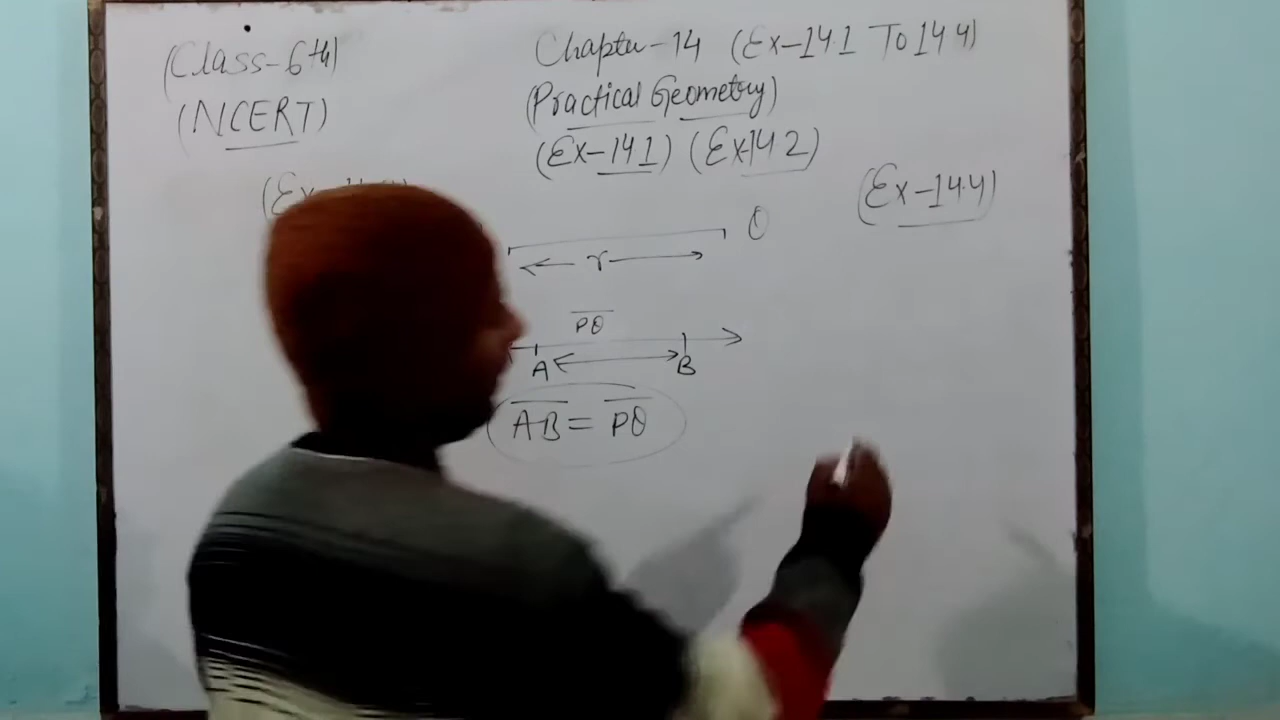 (Class-6th)
(NCERT)
Chapter-14 (Ex-14.1 To 14.4)
(Practical Geometry)
(Ex-14.1) (Ex-14.2)
(Ex-14.4)
(Ex
Q
r
PQ
A B
AB = PQ